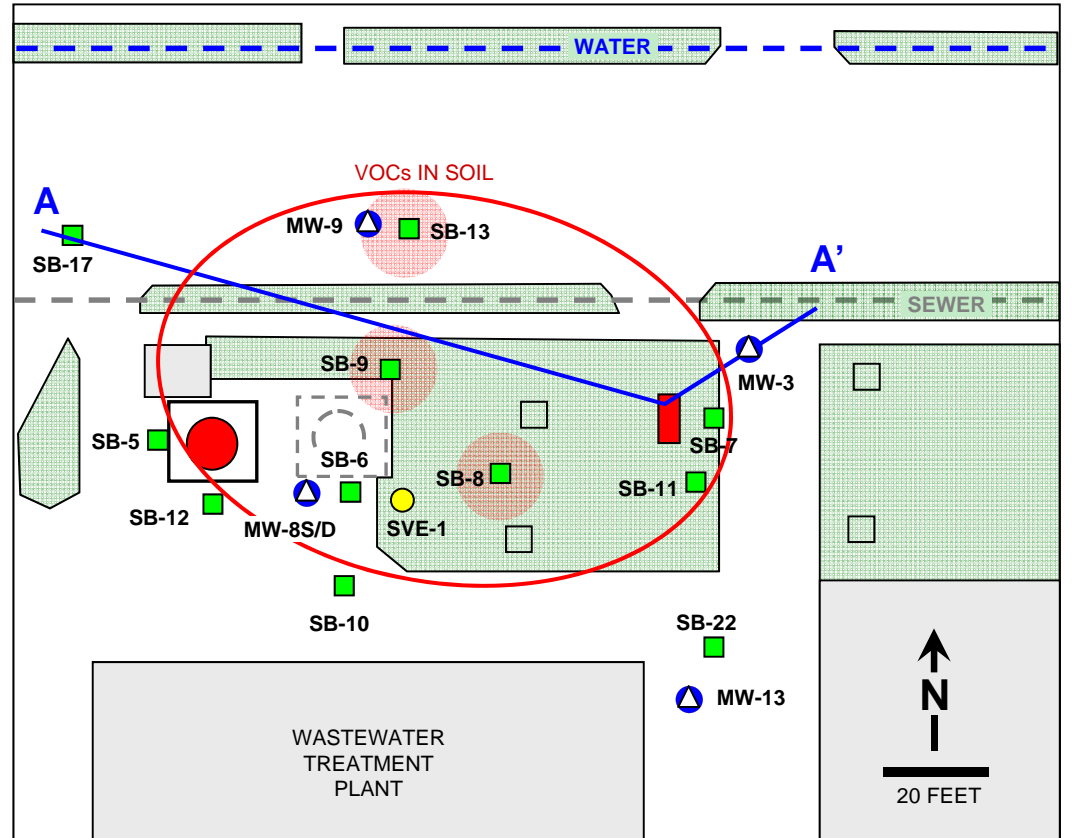 WATER
VOCs IN SOIL
A
MW-9
SB-13
SB-17
A’
SEWER
SB-9
MW-3
SB-5
SB-6
SB-7
SB-8
SB-11
SB-12
MW-8S/D
SVE-1
SB-10
SB-22
MW-13
N
WASTEWATER
TREATMENT
PLANT
20 FEET